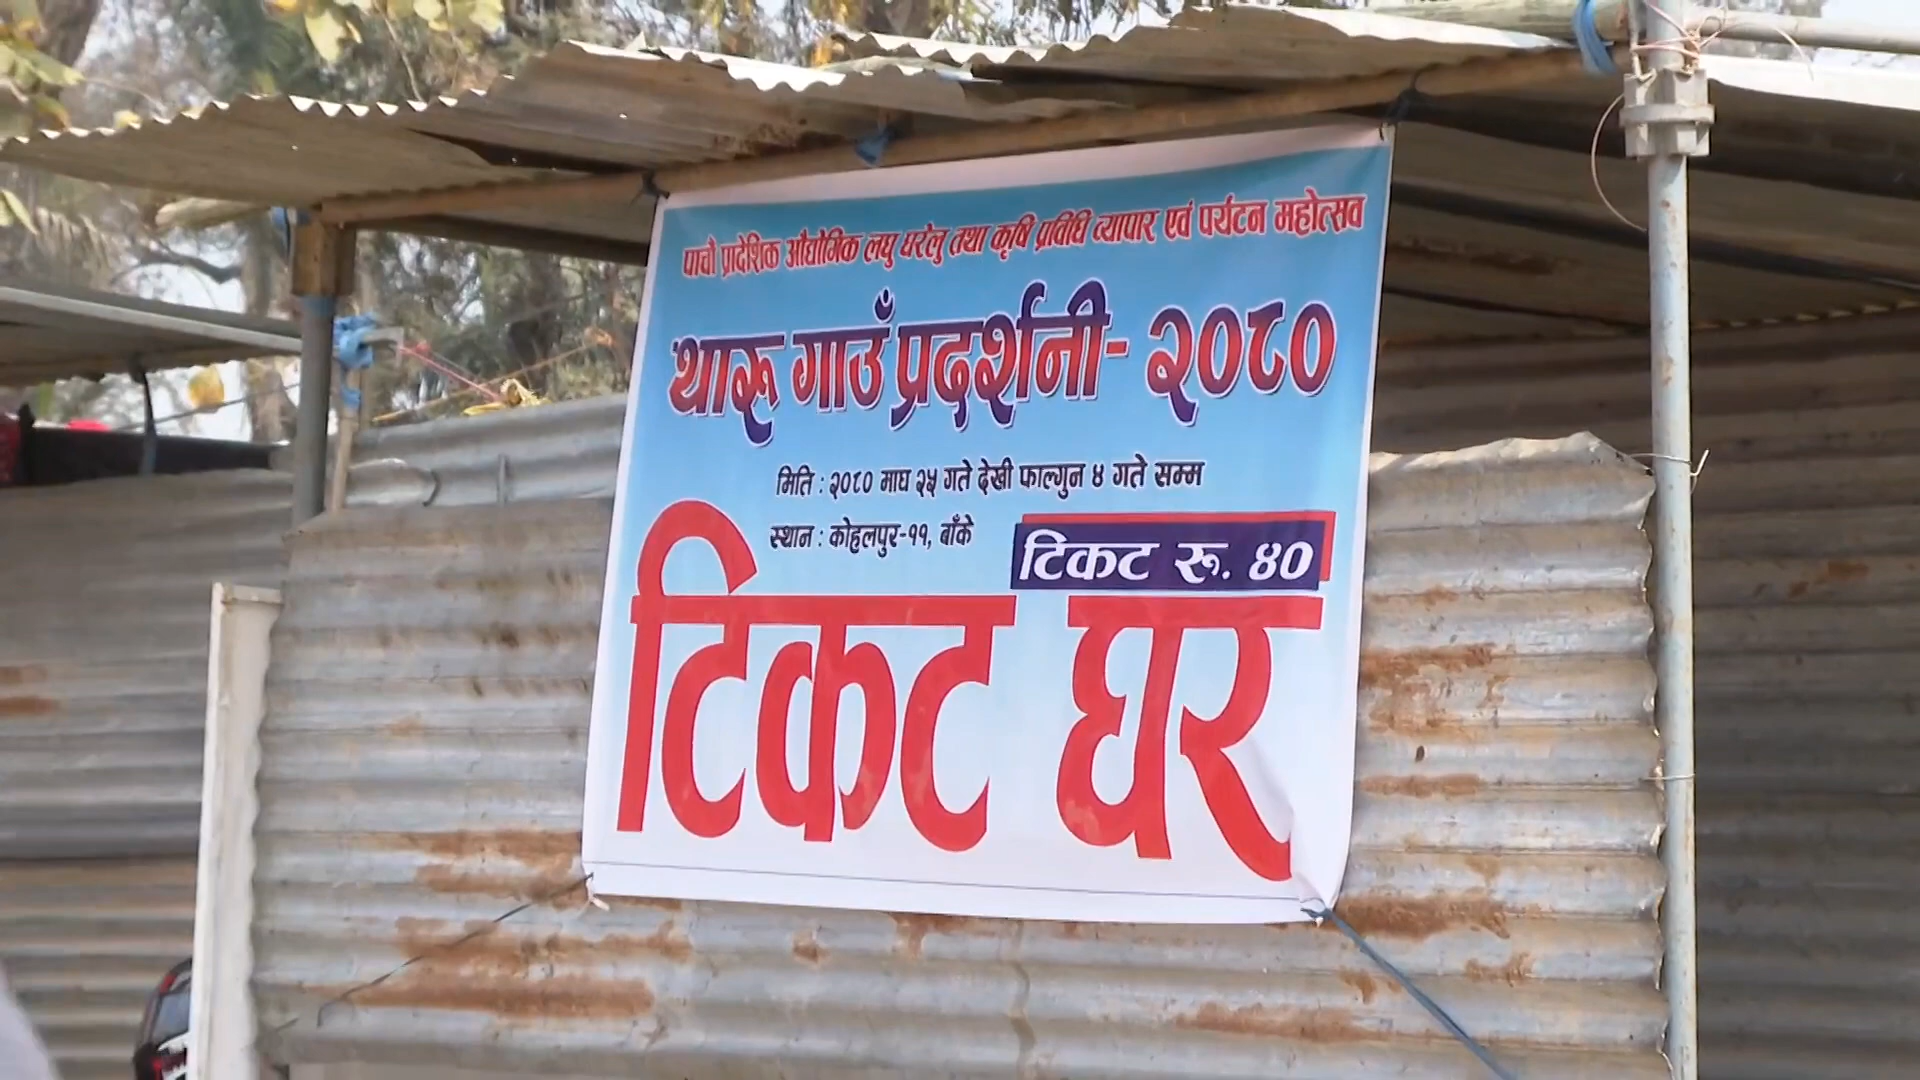 पाचौ प्रादेशिक औद्योगिक लघु घरेलु तथा कृषि प्रविधि व्यापार एवं पर्यटन महोत्सव
थारू गाउँ प्रदर्शनी- २०८०
मिति : २०८० माघ २५ गते देखी फाल्गुन ४ गते सम्म
स्थान : कोहलपुर-११, बाँके
टिकट रू. ४०
टिकट घर